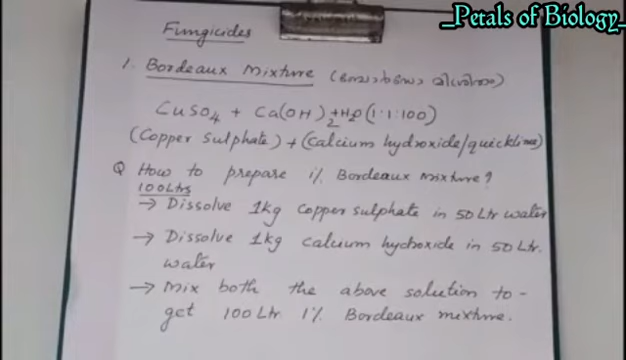 _Petals of Biology_
Fungicides
1. Bordeaux Mixture (
CuSO4 + Ca(OH)2 + H2O (1:1:100)
(Copper sulphate) + (Calcium hydroxide/quicklime)
Q How to prepare 1% Bordeaux mixture?
100Ltrs
→ Dissolve 1kg copper sulphate in 50 Ltr water
→ Dissolve 1kg calcium hydroxide in 50 Ltr.
water
→ Mix both the above solution to-
get 100 Ltr. 1% Bordeaux mixture.